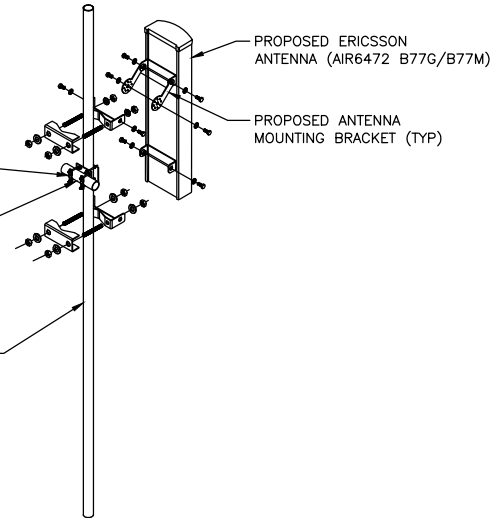 PROPOSED ERICSSON
ANTENNA (AIR6472 B77G/B77M)
PROPOSED ANTENNA
MOUNTING BRACKET (TYP)